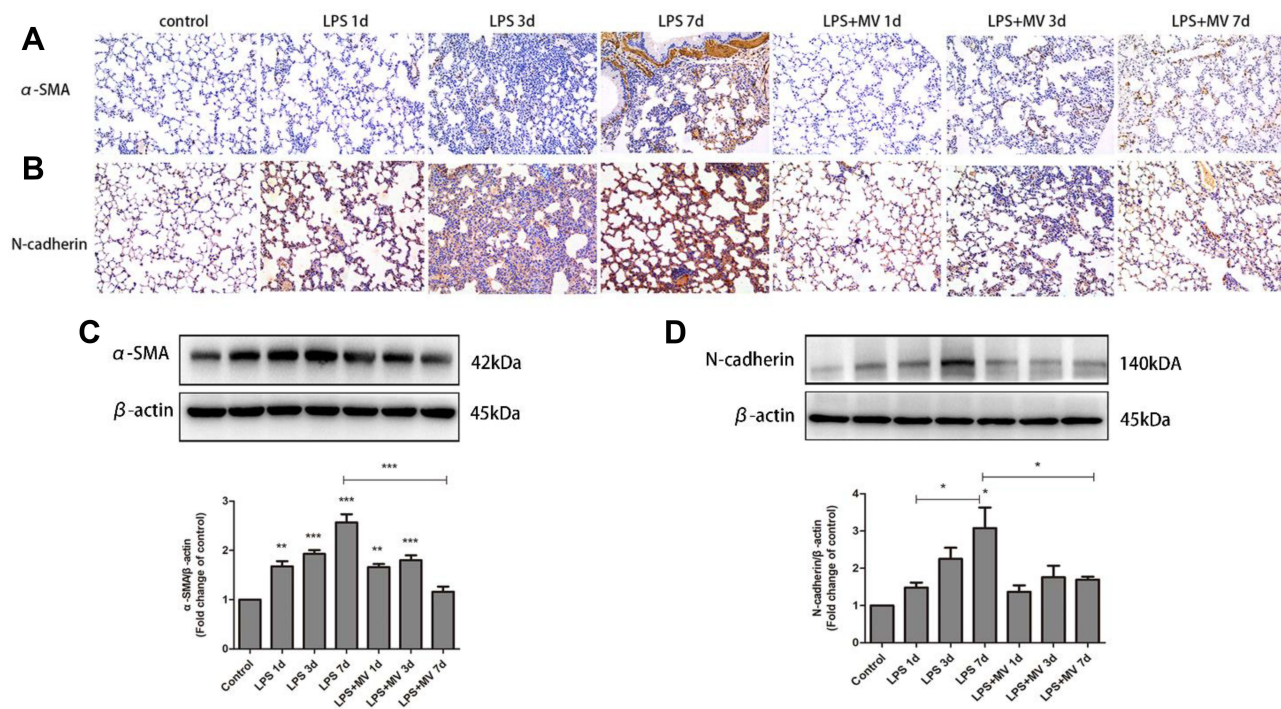 control LPS 1d LPS 3d LPS 7d LPS+MV 1d LPS+MV 3d LPS+MV 7d
A
α-SMA
B
N-cadherin
C
α-SMA 42kDa
β-actin 45kDa
***
***
** *** ** ***
3
2
1
0
α-SMA/β-actin
(Fold change of control)
Control LPS 1d LPS 3d LPS 7d LPS+MV 1d LPS+MV 3d LPS+MV 7d
D
N-cadherin 140kDA
β-actin 45kDa
*
* *
4
3
2
1
0
N-cadherin/β-actin
(Fold change of control)
Control LPS 1d LPS 3d LPS 7d LPS+MV 1d LPS+MV 3d LPS+MV 7d